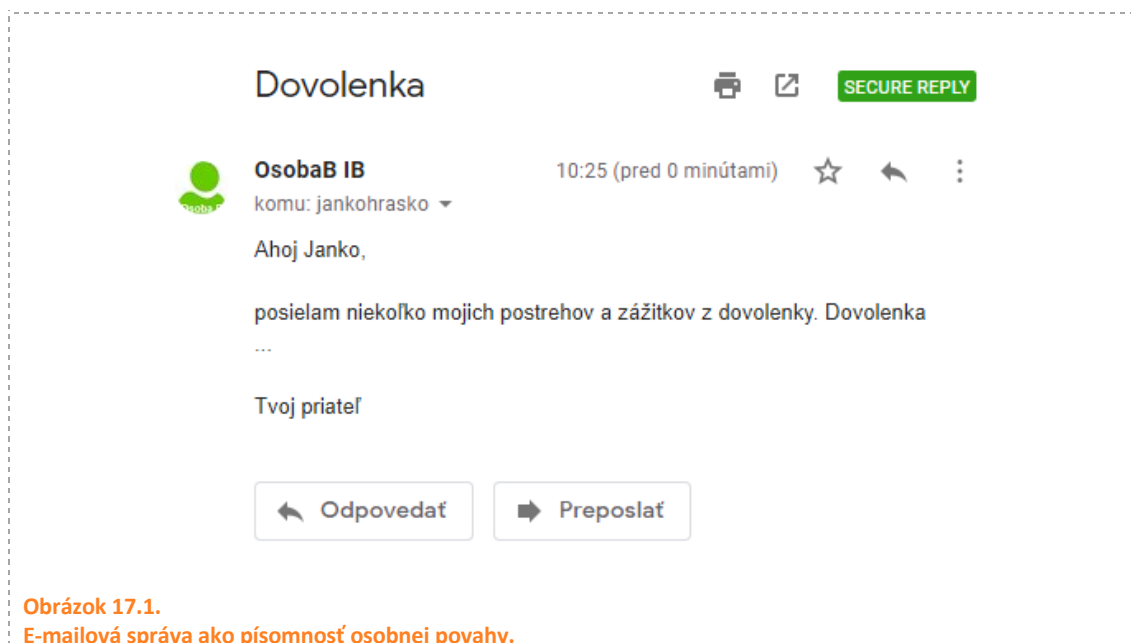 Dovolenka
SECURE REPLY
OsobaB IB
10:25 (pred 0 minútami)
komu: jankohrasko
Ahoj Janko,
posielam niekoľko mojich postrehov a zážitkov z dovolenky. Dovolenka
...
Tvoj priateľ
Odpovedať
Preposlať
Obrázok 17.1.
E-mailová správa ako písomnosť osobnej povahy.